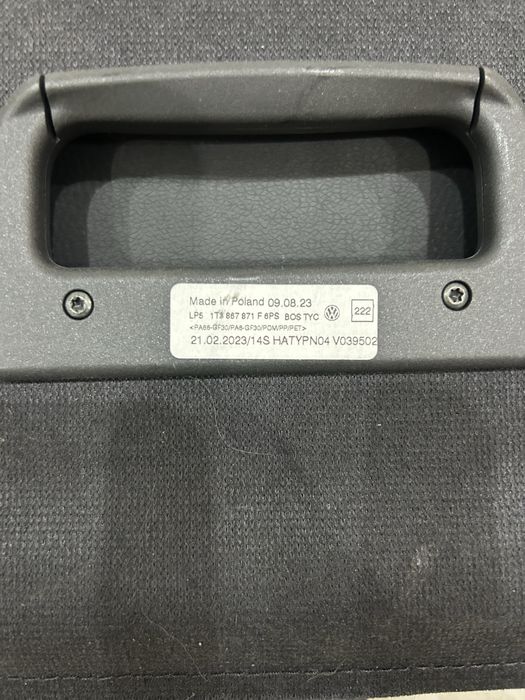 Made in Poland 09.08.23
LP5 1T3 867 871 F 6PS BOS TYC 222
<PA66-GF30/PA6-GF30/POM/PP/PET>
21.02.2023/14S HATYPN04 V039502